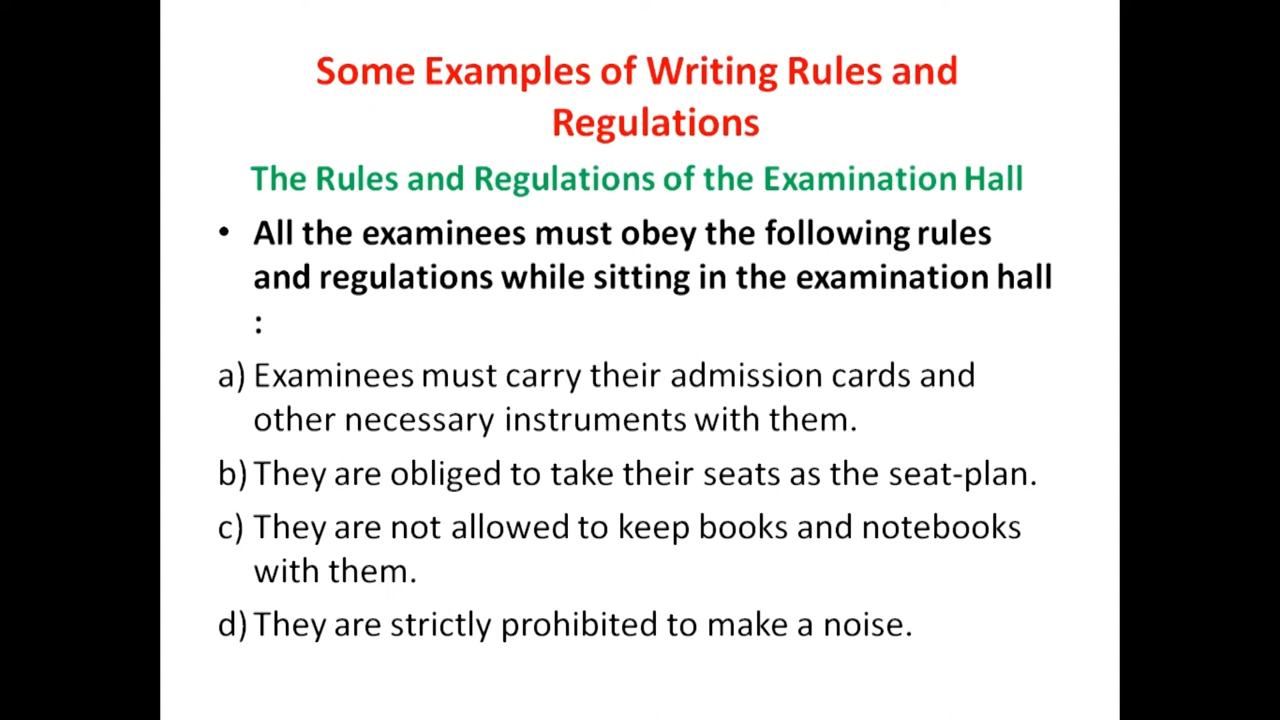 Some Examples of Writing Rules and
Regulations
The Rules and Regulations of the Examination Hall
• All the examinees must obey the following rules
and regulations while sitting in the examination hall
:
a) Examinees must carry their admission cards and
other necessary instruments with them.
b) They are obliged to take their seats as the seat-plan.
c) They are not allowed to keep books and notebooks
with them.
d) They are strictly prohibited to make a noise.